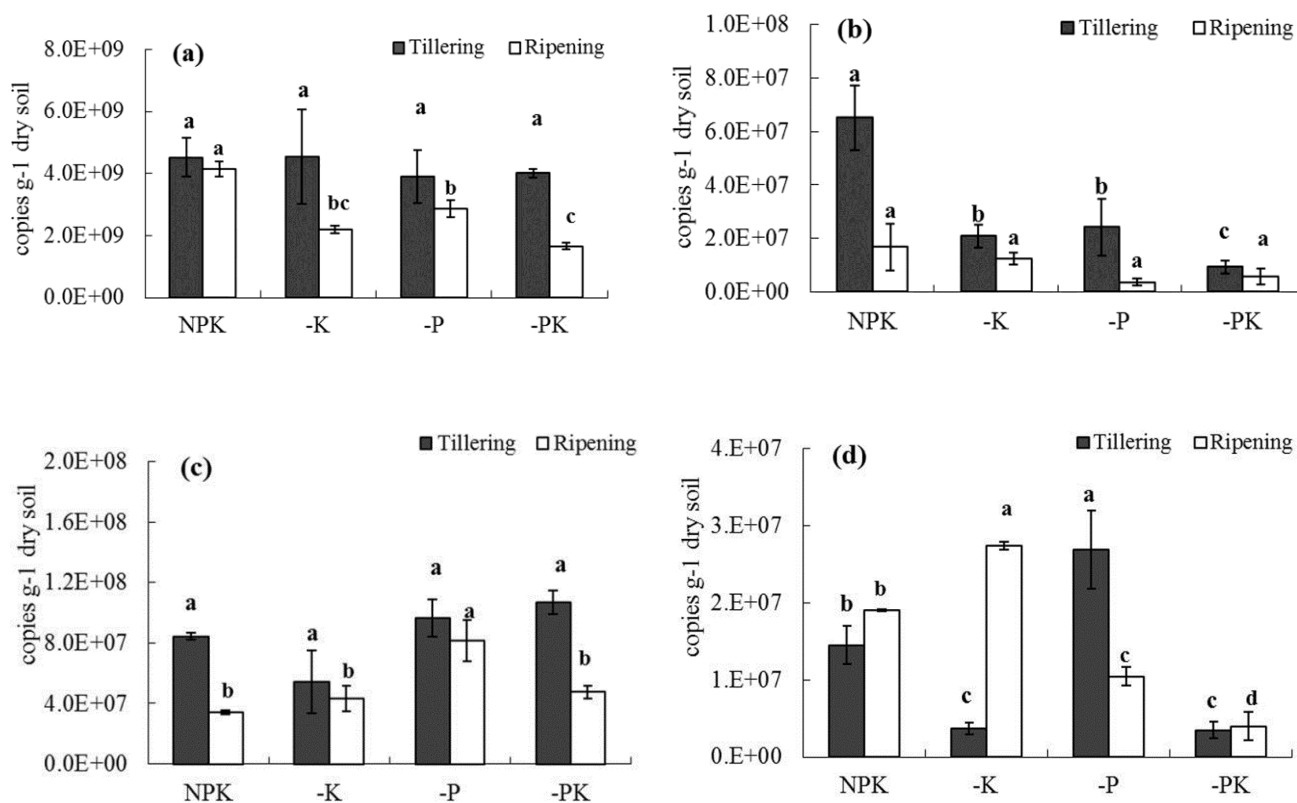 (a)
Tillering Ripening
copies g-1 dry soil
8.0E+09
6.0E+09
4.0E+09
2.0E+09
0.0E+00
a a a bc a b a c
NPK -K -P -PK
(b)
Tillering Ripening
copies g-1 dry soil
1.0E+08
8.0E+07
6.0E+07
4.0E+07
2.0E+07
0.0E+00
a a b a b a c a
NPK -K -P -PK
(c)
Tillering Ripening
copies g-1 dry soil
2.0E+08
1.6E+08
1.2E+08
8.0E+07
4.0E+07
0.0E+00
a b a b a a a b
NPK -K -P -PK
(d)
Tillering Ripening
copies g-1 dry soil
4.E+07
3.E+07
2.E+07
1.E+07
0.E+00
b b c a a c c d
NPK -K -P -PK